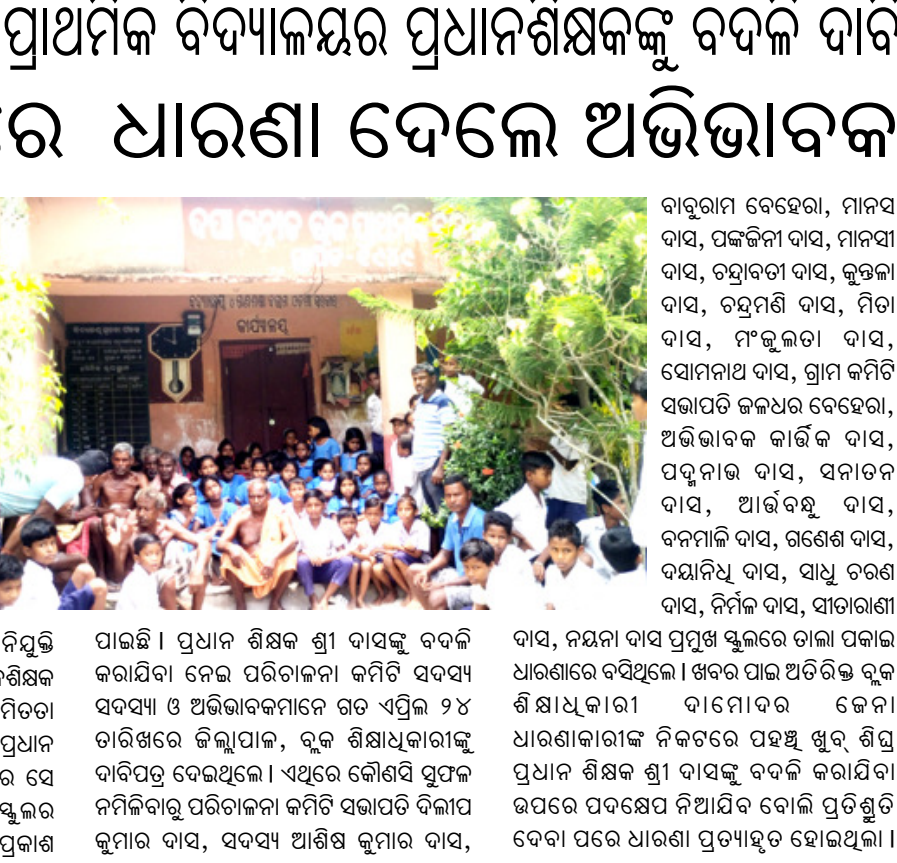 ପ୍ରାଥମିକ ବିଦ୍ୟାଳୟର ପ୍ରଧାନଶିକ୍ଷକଙ୍କୁ ବଦଳି ଦାବି
ରେ ଧାରଣା ଦେଲେ ଅଭିଭାବକ
କାର୍ଯ୍ୟାଳୟ
ନିଯୁକ୍ତି
ଶିକ୍ଷକ
ମିତତା
ପ୍ରଧାନ
ର ସେ
ସ୍କୁଲର
ପ୍ରକାଶ
ପାଇଛି । ପ୍ରଧାନ ଶିକ୍ଷକ ଶ୍ରୀ ଦାସଙ୍କୁ ବଦଳି
କରାଯିବା ନେଇ ପରିଚାଳନା କମିଟି ସଦସ୍ୟ
ସଦସ୍ୟା ଓ ଅଭିଭାବକମାନେ ଗତ ଏପ୍ରିଲ ୨୪
ତାରିଖରେ ଜିଲ୍ଲାପାଳ, ବ୍ଲକ ଶିକ୍ଷାଧିକାରୀଙ୍କୁ
ଦାବିପତ୍ର ଦେଇଥିଲେ । ଏଥିରେ କୌଣସି ସୁଫଳ
ନମିଳିବାରୁ ପରିଚାଳନା କମିଟି ସଭାପତି ଦିଲୀପ
କୁମାର ଦାସ, ସଦସ୍ୟ ଆଶିଷ କୁମାର ଦାସ,
ବାବୁରାମ ବେହେରା, ମାନସ
ଦାସ, ପଙ୍କଜିନୀ ଦାସ, ମାନସୀ
ଦାସ, ଚନ୍ଦ୍ରାବତୀ ଦାସ, କୁନ୍ତଳା
ଦାସ, ଚନ୍ଦ୍ରମଣି ଦାସ, ମିତା
ଦାସ, ମଂଜୁଲତା ଦାସ,
ସୋମନାଥ ଦାସ, ଗ୍ରାମ କମିଟି
ସଭାପତି ଜଳଧର ବେହେରା,
ଅଭିଭାବକ କାର୍ତ୍ତିକ ଦାସ,
ପଦ୍ମନାଭ ଦାସ, ସନାତନ
ଦାସ, ଆର୍ତ୍ତବନ୍ଧୁ ଦାସ,
ବନମାଳି ଦାସ, ଗଣେଶ ଦାସ,
ଦୟାନିଧି ଦାସ, ସାଧୁ ଚରଣ
ଦାସ, ନିର୍ମଳ ଦାସ, ସୀତାରାଣୀ
ଦାସ, ନୟନା ଦାସ ପ୍ରମୁଖ ସ୍କୁଲରେ ତାଲା ପକାଇ
ଧାରଣାରେ ବସିଥିଲେ । ଖବର ପାଇ ଅତିରିକ୍ତ ବ୍ଲକ
ଶିକ୍ଷାଧିକାରୀ ଦାମୋଦର ଜେନା
ଧାରଣାକାରୀଙ୍କ ନିକଟରେ ପହଞ୍ଚି ଖୁବ୍ ଶିଘ୍ର
ପ୍ରଧାନ ଶିକ୍ଷକ ଶ୍ରୀ ଦାସଙ୍କୁ ବଦଳି କରାଯିବା
ଉପରେ ପଦକ୍ଷେପ ନିଆଯିବ ବୋଲି ପ୍ରତିଶ୍ରୁତି
ଦେବା ପରେ ଧାରଣା ପ୍ରତ୍ୟାହୃତ ହୋଇଥିଲା ।